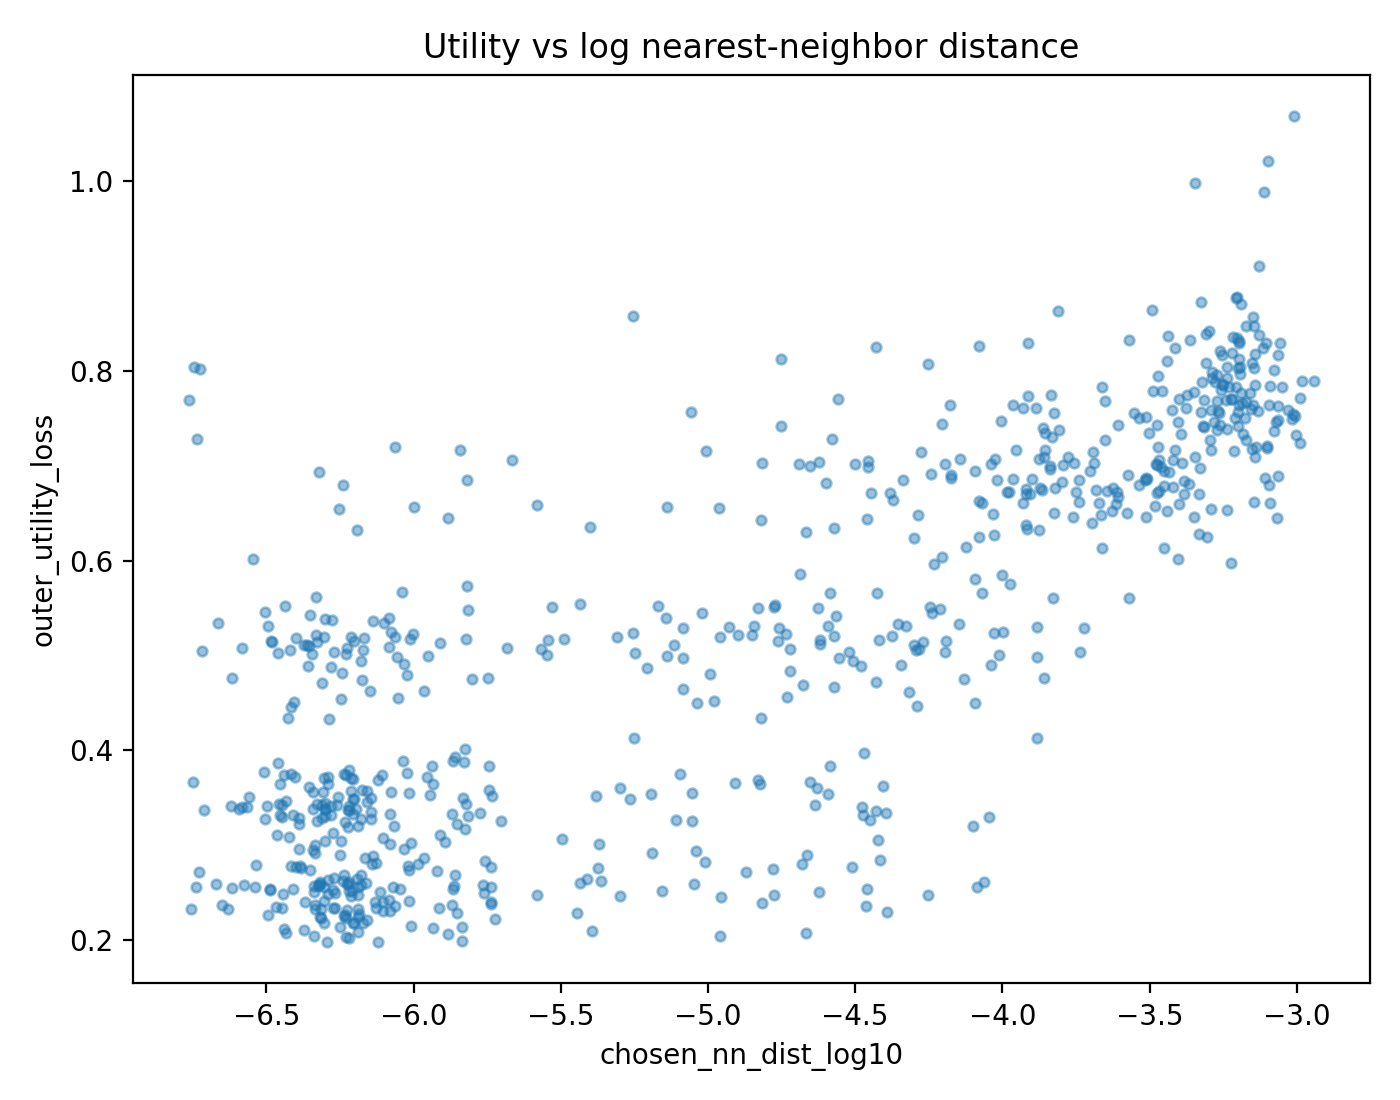 Utility vs log nearest-neighbor distance
outer_utility_loss
1.0
0.8
0.6
0.4
0.2
−6.5 −6.0 −5.5 −5.0 −4.5 −4.0 −3.5 −3.0
chosen_nn_dist_log10